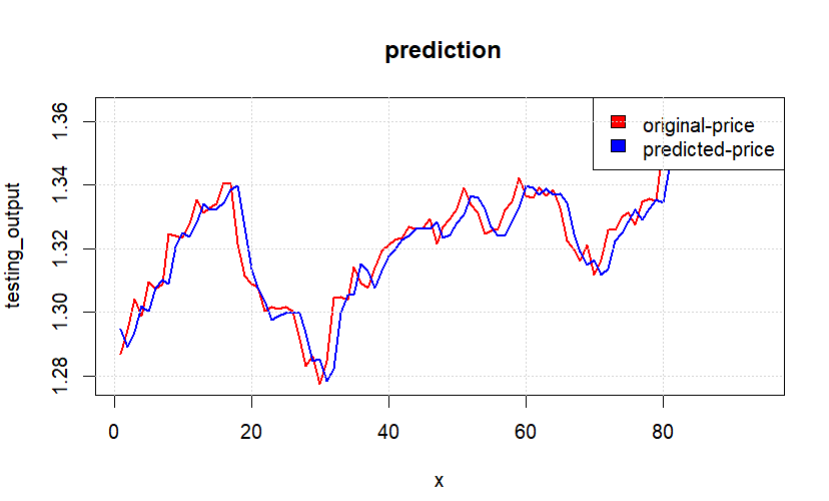 prediction
original-price
predicted-price
testing_output
1.36
1.34
1.32
1.30
1.28
0 20 40 60 80
x